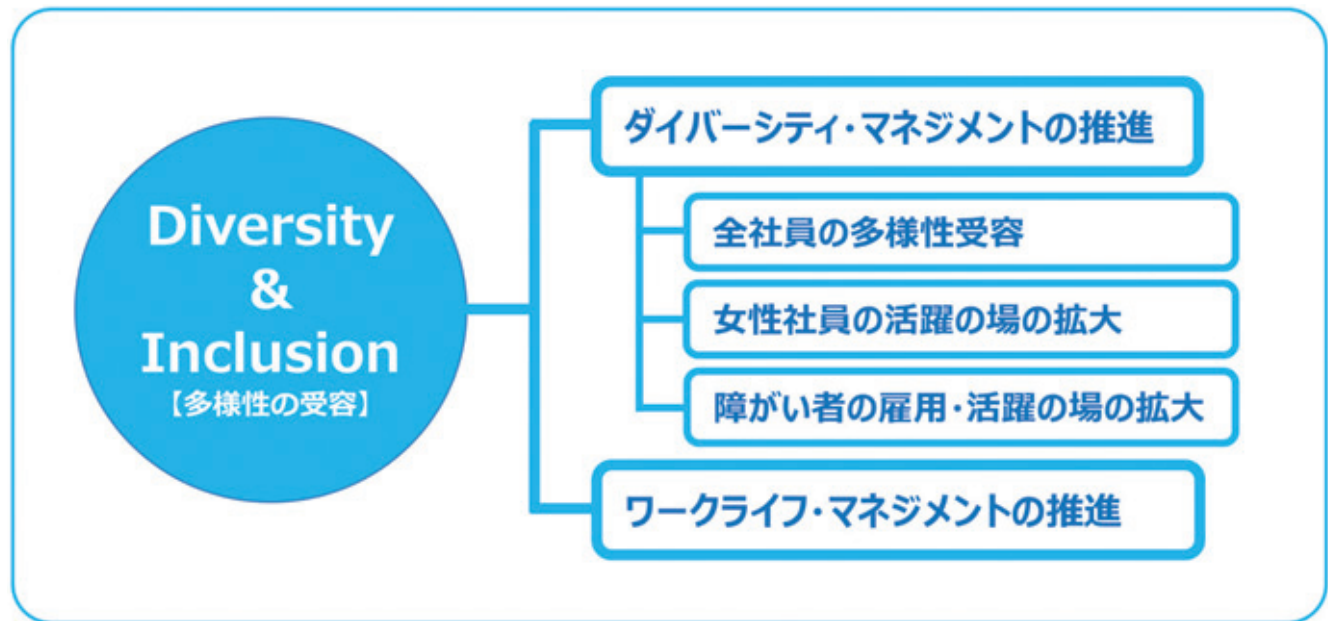 Diversity
&
Inclusion
【多様性の受容】
ダイバーシティ・マネジメントの推進
全社員の多様性受容
女性社員の活躍の場の拡大
障がい者の雇用・活躍の場の拡大
ワークライフ・マネジメントの推進